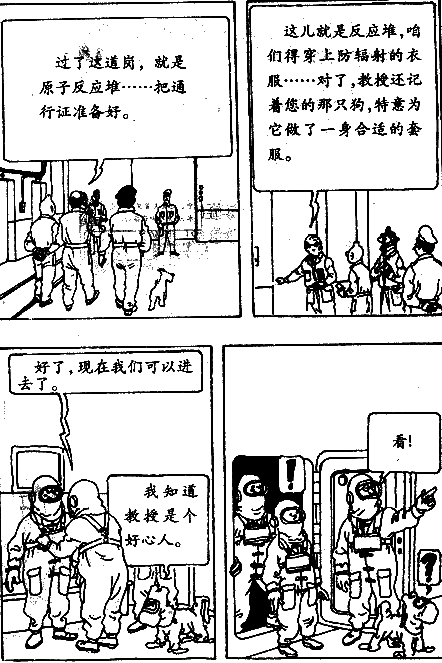 过了这道岗，就是
原子反应堆……把通
行证准备好。
这儿就是反应堆，咱
们得穿上防辐射的衣
服……对了，教授还记
着您的那只狗，特意为
它做了一身合适的套
服。
好了，现在我们可以进
去了。
我知道
教授是个
好心人。
!
看！
?